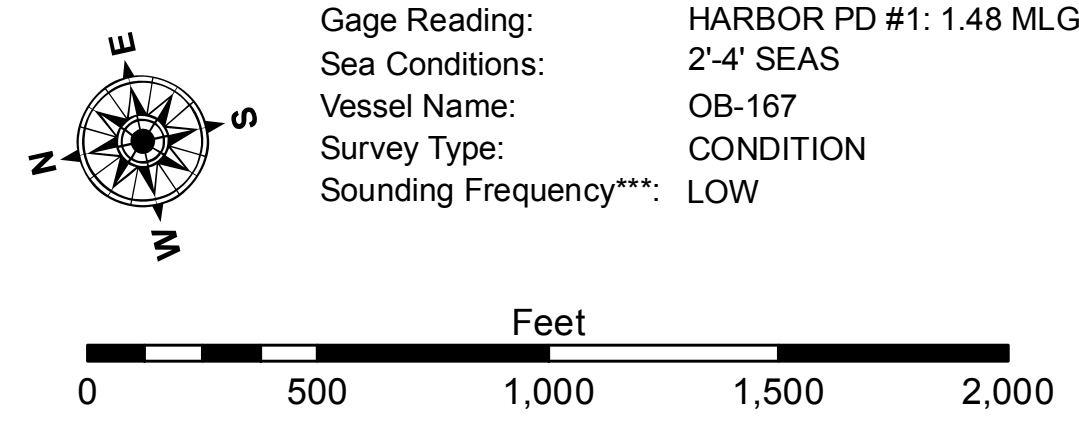 E
S
N
W
Gage Reading: HARBOR PD #1: 1.48 MLG
Sea Conditions: 2'-4' SEAS
Vessel Name: OB-167
Survey Type: CONDITION
Sounding Frequency***: LOW
Feet
0 500 1,000 1,500 2,000